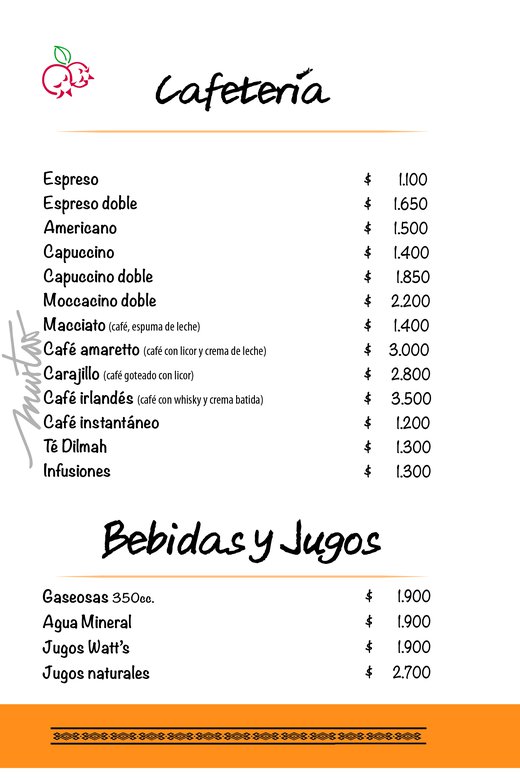 Cafetería
Espreso $ 1.100
Espreso doble $ 1.650
Americano $ 1.500
Capuccino $ 1.400
Capuccino doble $ 1.850
Moccacino doble $ 2.200
Macciato (café, espuma de leche) $ 1.400
Café amaretto (café con licor y crema de leche) $ 3.000
Carajillo (café goteado con licor) $ 2.800
Café irlandés (café con whisky y crema batida) $ 3.500
Café instantáneo $ 1.200
Té Dilmah $ 1.300
Infusiones $ 1.300
Bebidas y Jugos
Gaseosas 350cc. $ 1.900
Agua Mineral $ 1.900
Jugos Watt's $ 1.900
Jugos naturales $ 2.700